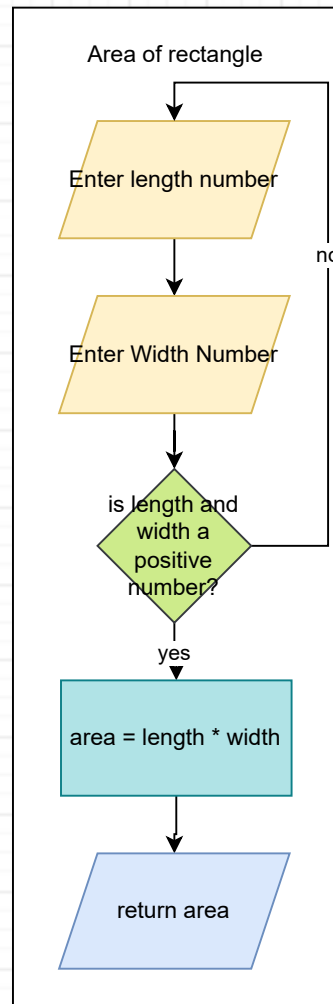 Area of rectangle
Enter length number
no
Enter Width Number
is length and
width a
positive
number?
yes
area = length * width
return area